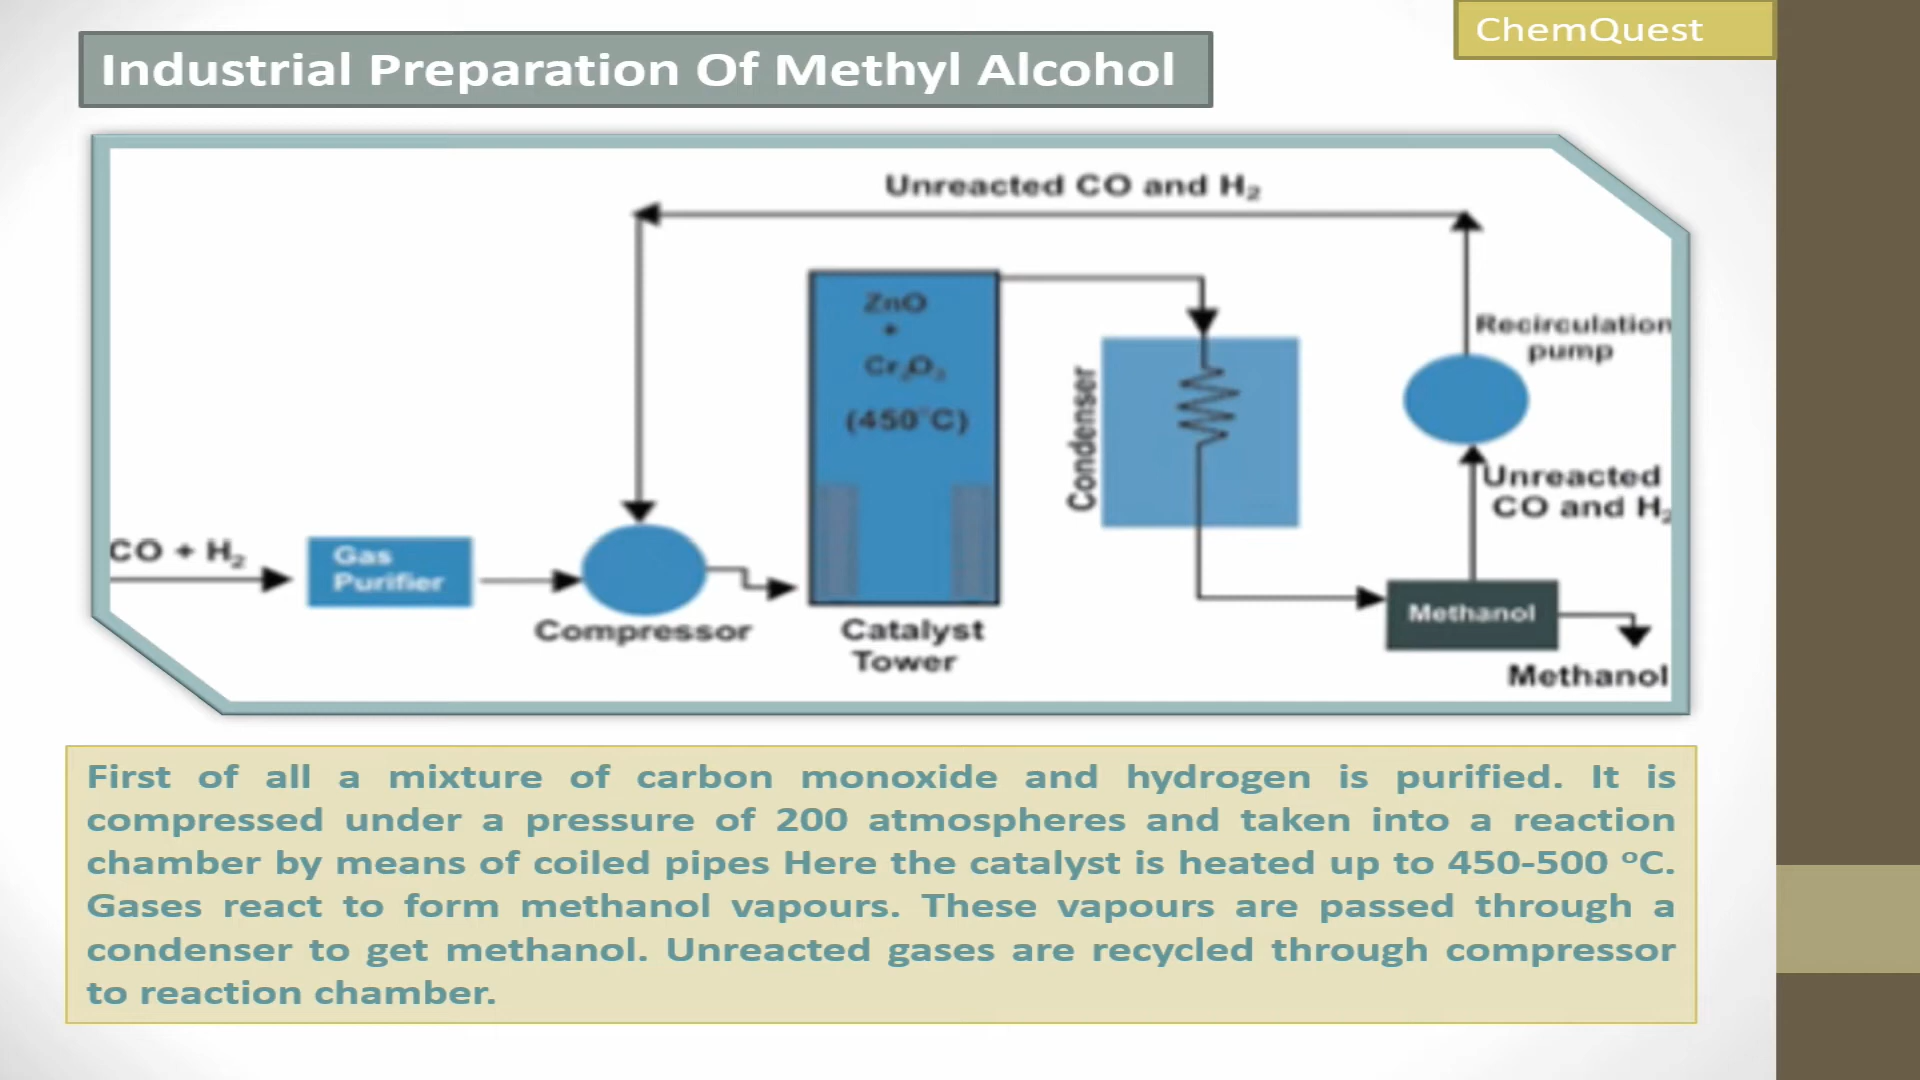 ChemQuest
Industrial Preparation Of Methyl Alcohol
Unreacted CO and H₂
ZnO
+
Cr₂O₃
(450°C)
Recirculation
pump
Condenser
Unreacted
CO and H₂
CO + H₂
Gas
Purifier
Compressor
Catalyst
Tower
Methanol
Methanol
First of all a mixture of carbon monoxide and hydrogen is purified. It is
compressed under a pressure of 200 atmospheres and taken into a reaction
chamber by means of coiled pipes Here the catalyst is heated up to 450-500 ᵒC.
Gases react to form methanol vapours. These vapours are passed through a
condenser to get methanol. Unreacted gases are recycled through compressor
to reaction chamber.